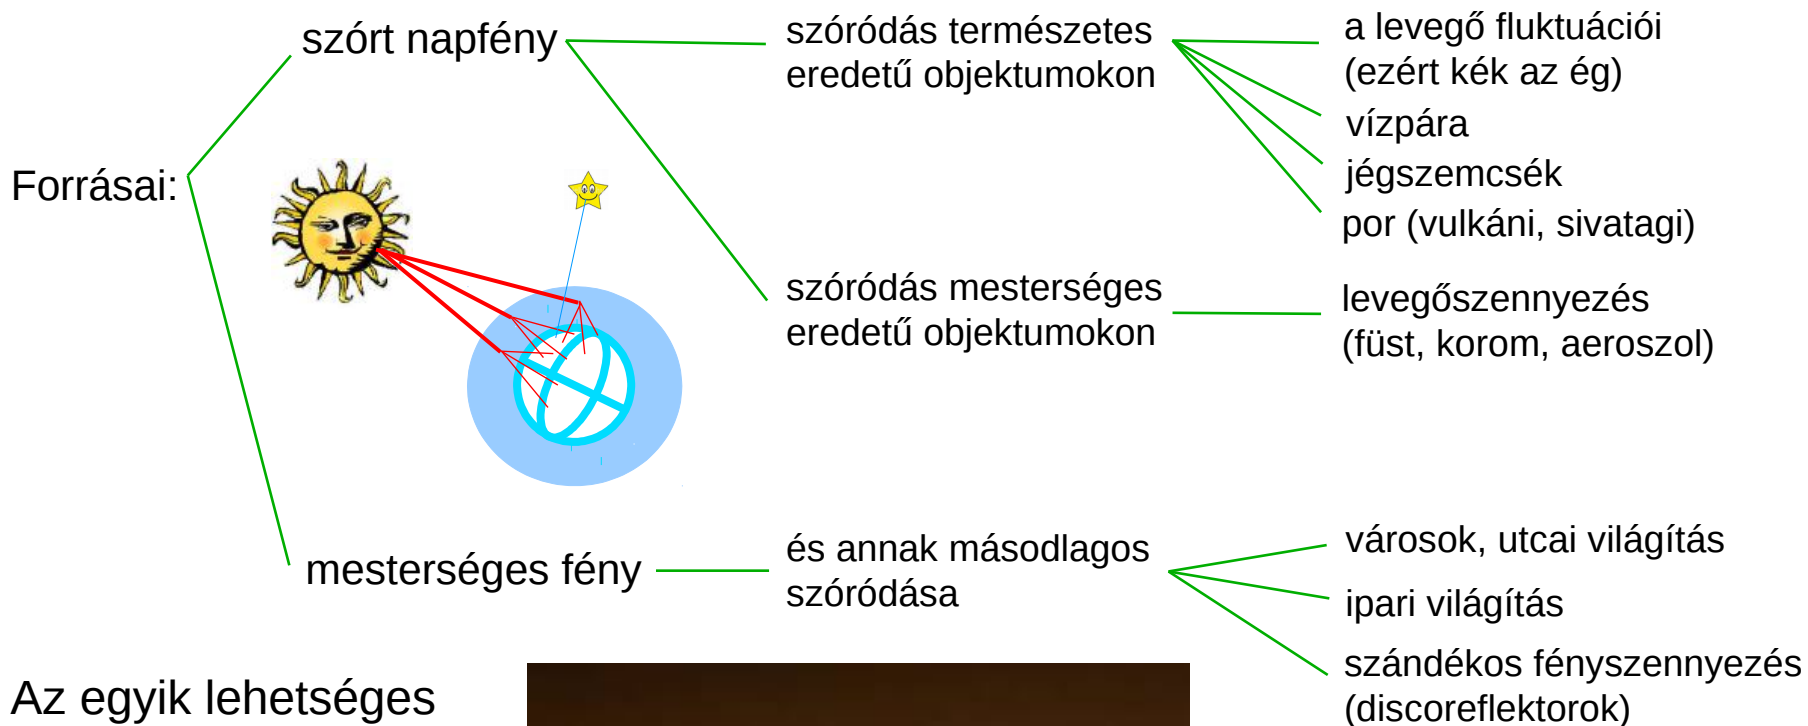 Forrásai:
szórt napfény
szóródás természetes
eredetű objektumokon
a levegő fluktuációi
(ezért kék az ég)
vízpára
jégszemcsék
por (vulkáni, sivatagi)
szóródás mesterséges
eredetű objektumokon
levegőszennyezés
(füst, korom, aeroszol)
mesterséges fény
és annak másodlagos
szóródása
városok, utcai világítás
ipari világítás
szándékos fényszennyezés
(discoreflektorok)
Az egyik lehetséges